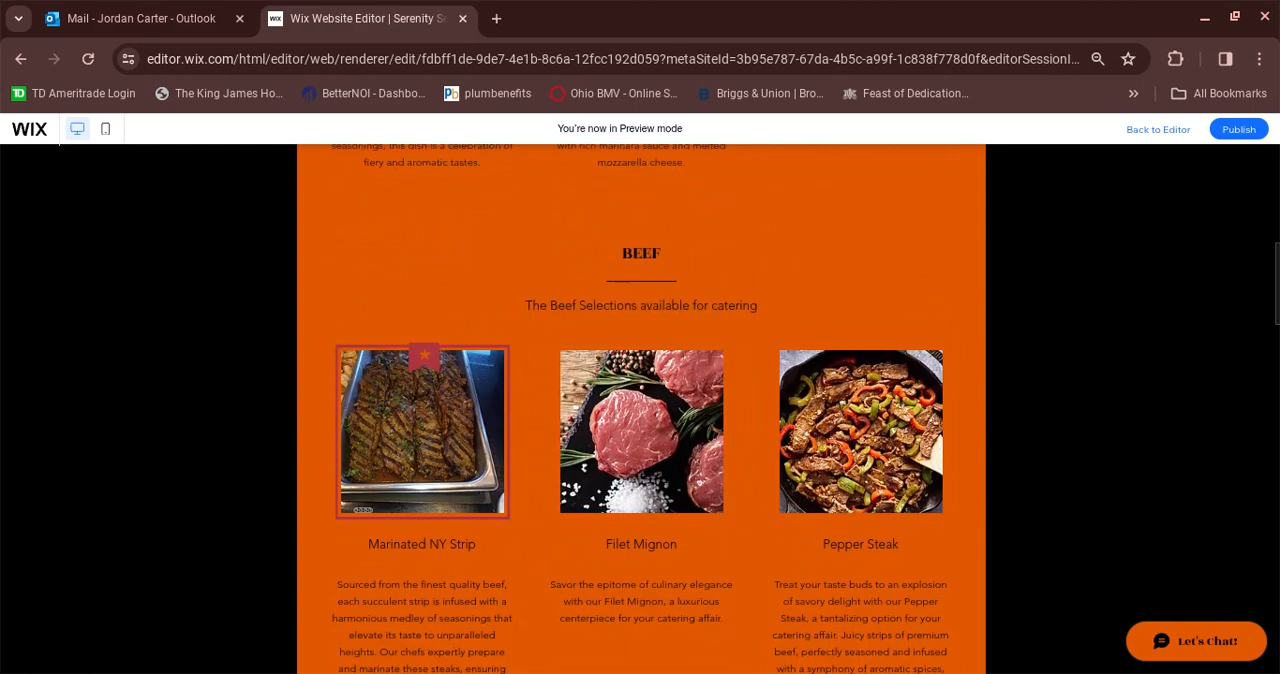 Mail - Jordan Carter - Outlook
WiX
Wix Website Editor | Serenity S
editor.wix.com/html/editor/web/renderer/edit/fdbff1de-9de7-4e1b-8c6a-12fcc192d059?metaSiteId=3b95e787-67da-4b5c-a99f-1c838f778d0f&editorSessionI...
TD Ameritrade Login
The King James Ho...
BetterNOI - Dashbo...
plumbenefits
Ohio BMV - Online S...
Briggs & Union | Bro...
Feast of Dedication...
All Bookmarks
WIX
You're now in Preview mode
Back to Editor
Publish
seasonings, this dish is a celebration of
fiery and aromatic tastes.
with rich marinara sauce and melted
mozzarella cheese.
BEEF
The Beef Selections available for catering
Marinated NY Strip
Sourced from the finest quality beef,
each succulent strip is infused with a
harmonious medley of seasonings that
elevate its taste to unparalleled
heights. Our chefs expertly prepare
and marinate these steaks, ensuring
Filet Mignon
Savor the epitome of culinary elegance
with our Filet Mignon, a luxurious
centerpiece for your catering affair.
Pepper Steak
Treat your taste buds to an explosion
of savory delight with our Pepper
Steak, a tantalizing option for your
catering affair. Juicy strips of premium
beef, perfectly seasoned and infused
with a symphony of aromatic spices,
Let's Chat!